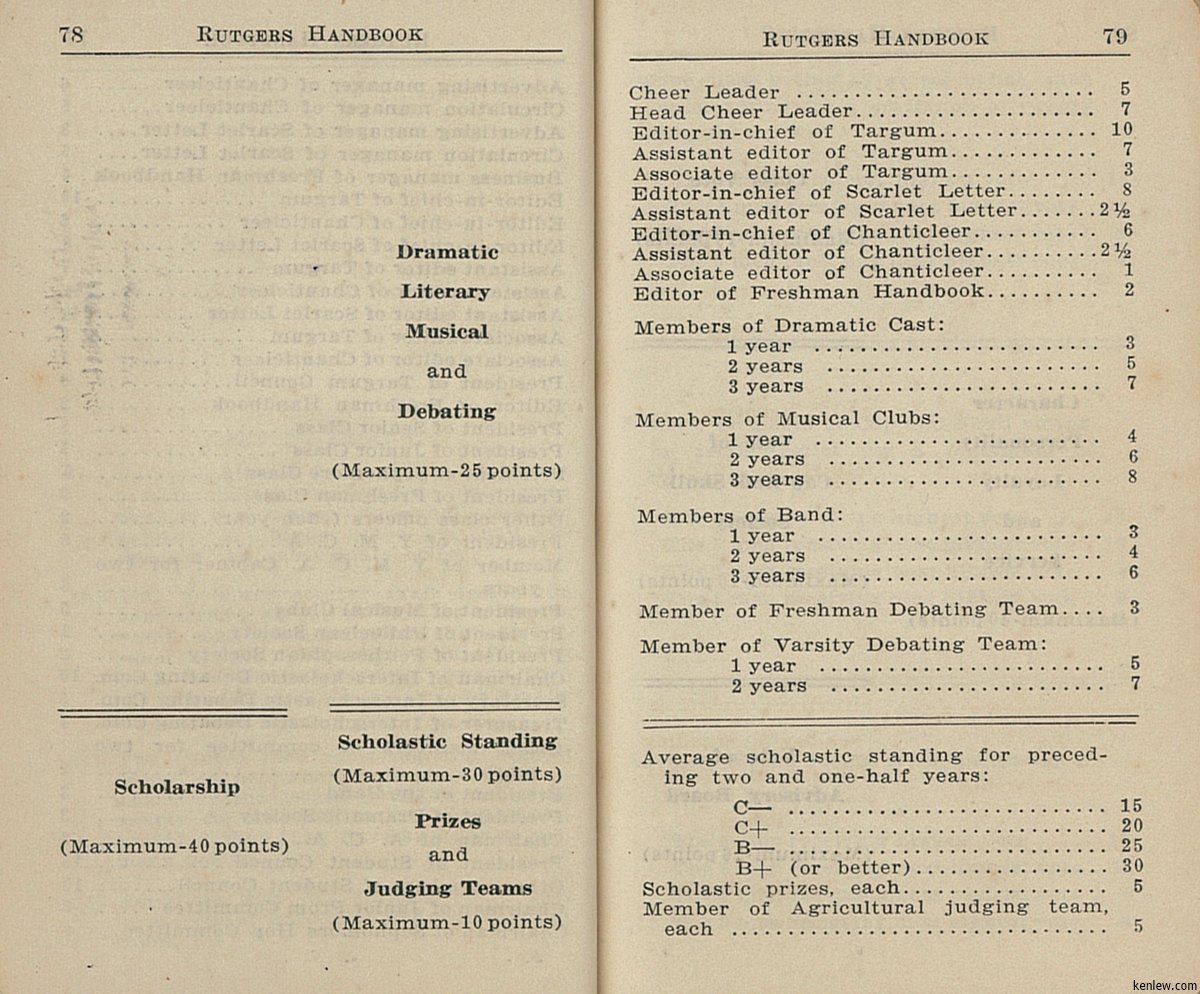 78 RUTGERS HANDBOOK
Dramatic
Literary
Musical
and
Debating
(Maximum-25 points)
Scholarship
(Maximum-40 points)
Scholastic Standing
(Maximum-30 points)
Prizes
and
Judging Teams
(Maximum-10 points)
RUTGERS HANDBOOK 79
Cheer Leader .......................... 5
Head Cheer Leader...................... 7
Editor-in-chief of Targum.............. 10
Assistant editor of Targum............. 7
Associate editor of Targum............. 3
Editor-in-chief of Scarlet Letter........ 8
Assistant editor of Scarlet Letter.......2½
Editor-in-chief of Chanticleer........... 6
Assistant editor of Chanticleer..........2½
Associate editor of Chanticleer.......... 1
Editor of Freshman Handbook.......... 2
Members of Dramatic Cast:
1 year ........................... 3
2 years .......................... 5
3 years .......................... 7
Members of Musical Clubs:
1 year ........................... 4
2 years .......................... 6
3 years .......................... 8
Members of Band:
1 year ........................... 3
2 years .......................... 4
3 years .......................... 6
Member of Freshman Debating Team.... 3
Member of Varsity Debating Team:
1 year ........................... 5
2 years .......................... 7
Average scholastic standing for preced-
ing two and one-half years:
C— .............................. 15
C+ .............................. 20
B— .............................. 25
B+ (or better).................. 30
Scholastic prizes, each.................. 5
Member of Agricultural judging team,
each .................................. 5
kenlew.com